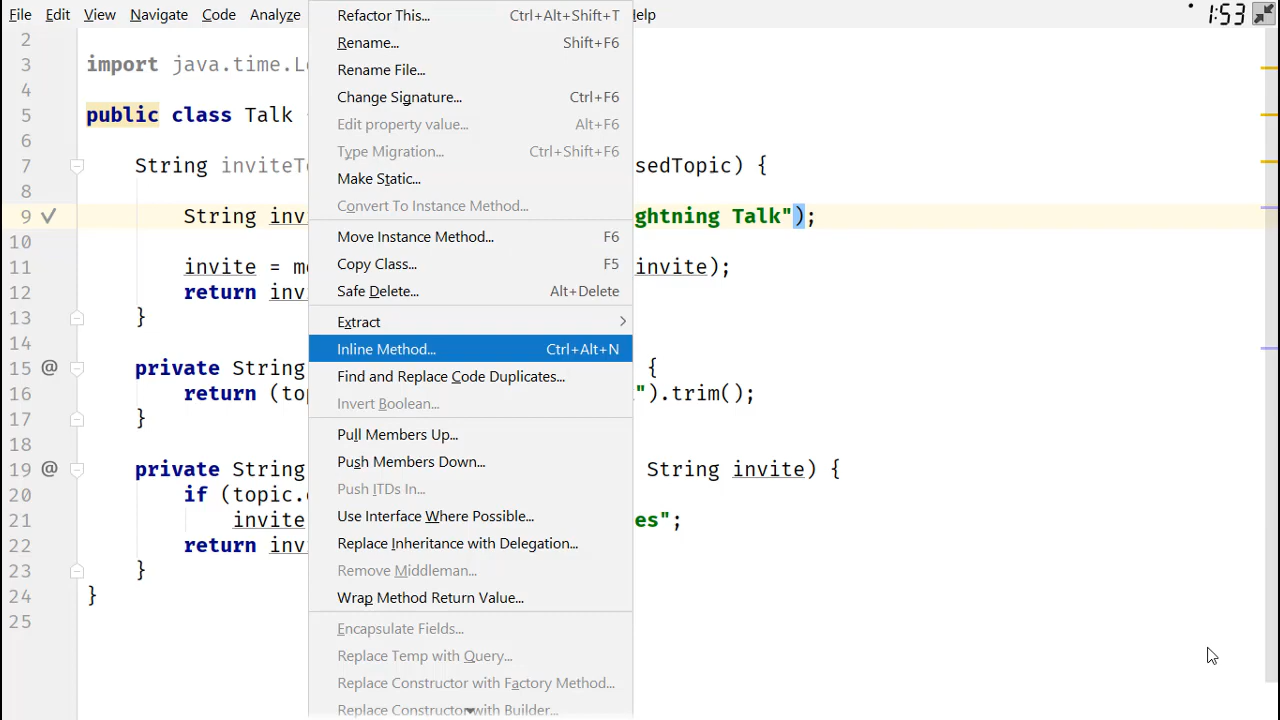 File Edit View Navigate Code Analyze 1:53
Refactor This... Ctrl+Alt+Shift+T
Rename... Shift+F6
Rename File...
Change Signature... Ctrl+F6
Edit property value... Alt+F6
Type Migration... Ctrl+Shift+F6
Make Static...
Convert To Instance Method...
Move Instance Method... F6
Copy Class... F5
Safe Delete... Alt+Delete
Extract
Inline Method... Ctrl+Alt+N
Find and Replace Code Duplicates...
Invert Boolean...
Pull Members Up...
Push Members Down...
Push ITDs In...
Use Interface Where Possible...
Replace Inheritance with Delegation...
Remove Middleman...
Wrap Method Return Value...
Encapsulate Fields...
Replace Temp with Query...
Replace Constructor with Factory Method...
Replace Constructor with Builder...
2
3 import java.time.L
4
5 public class Talk
6
7 String inviteT sedTopic) {
8
9 String inv ghtning Talk");
10
11 invite = m invite);
12 return inv
13 }
14
15 @ private String {
16 return (to ").trim();
17 }
18
19 @ private String String invite) {
20 if (topic.
21 invite es";
22 return inv
23 }
24 }
25